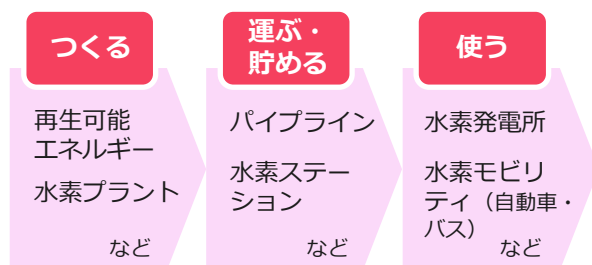 つくる
再生可能
エネルギー
水素プラント
など
運ぶ・
貯める
パイプライン
水素ステー
ション
など
使う
水素発電所
水素モビリ
ティ（自動車・
バス）
など